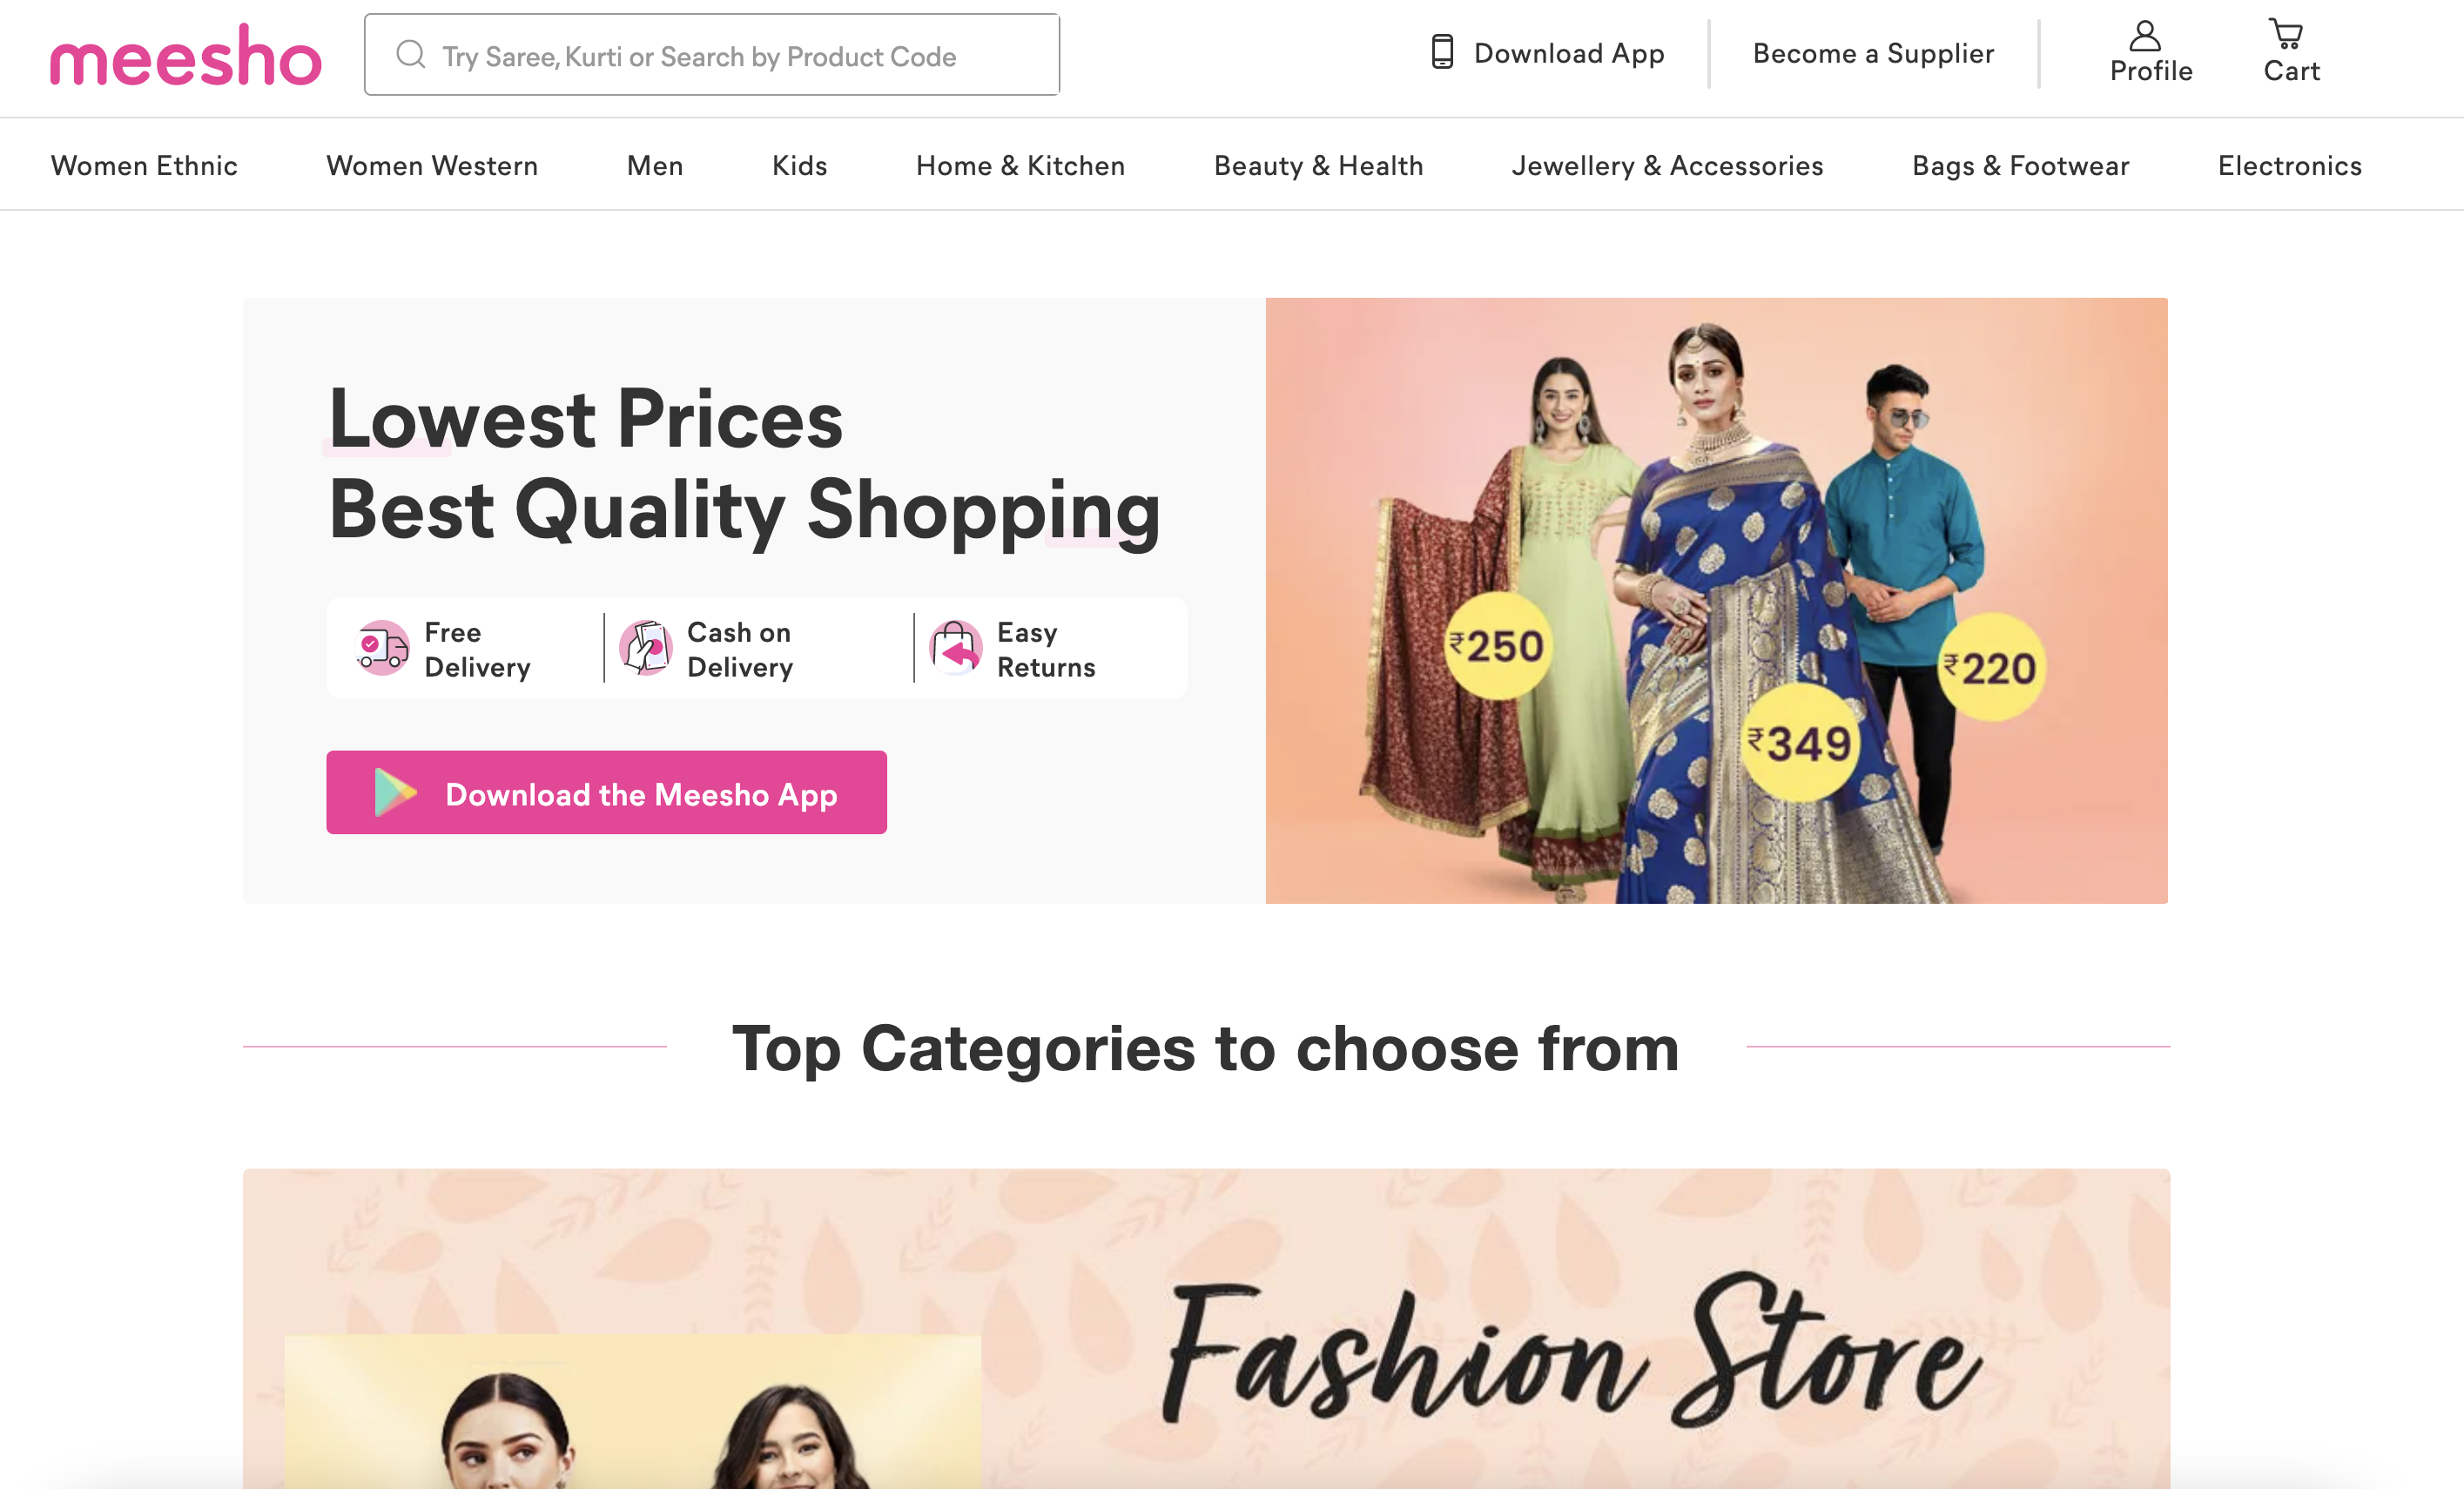 meesho
Try Saree, Kurti or Search by Product Code
Download App
Become a Supplier
Profile
Cart
Women Ethnic
Women Western
Men
Kids
Home & Kitchen
Beauty & Health
Jewellery & Accessories
Bags & Footwear
Electronics
Lowest Prices
Best Quality Shopping
Free
Delivery
Cash on
Delivery
Easy
Returns
Download the Meesho App
₹250
₹349
₹220
Top Categories to choose from
Fashion Store